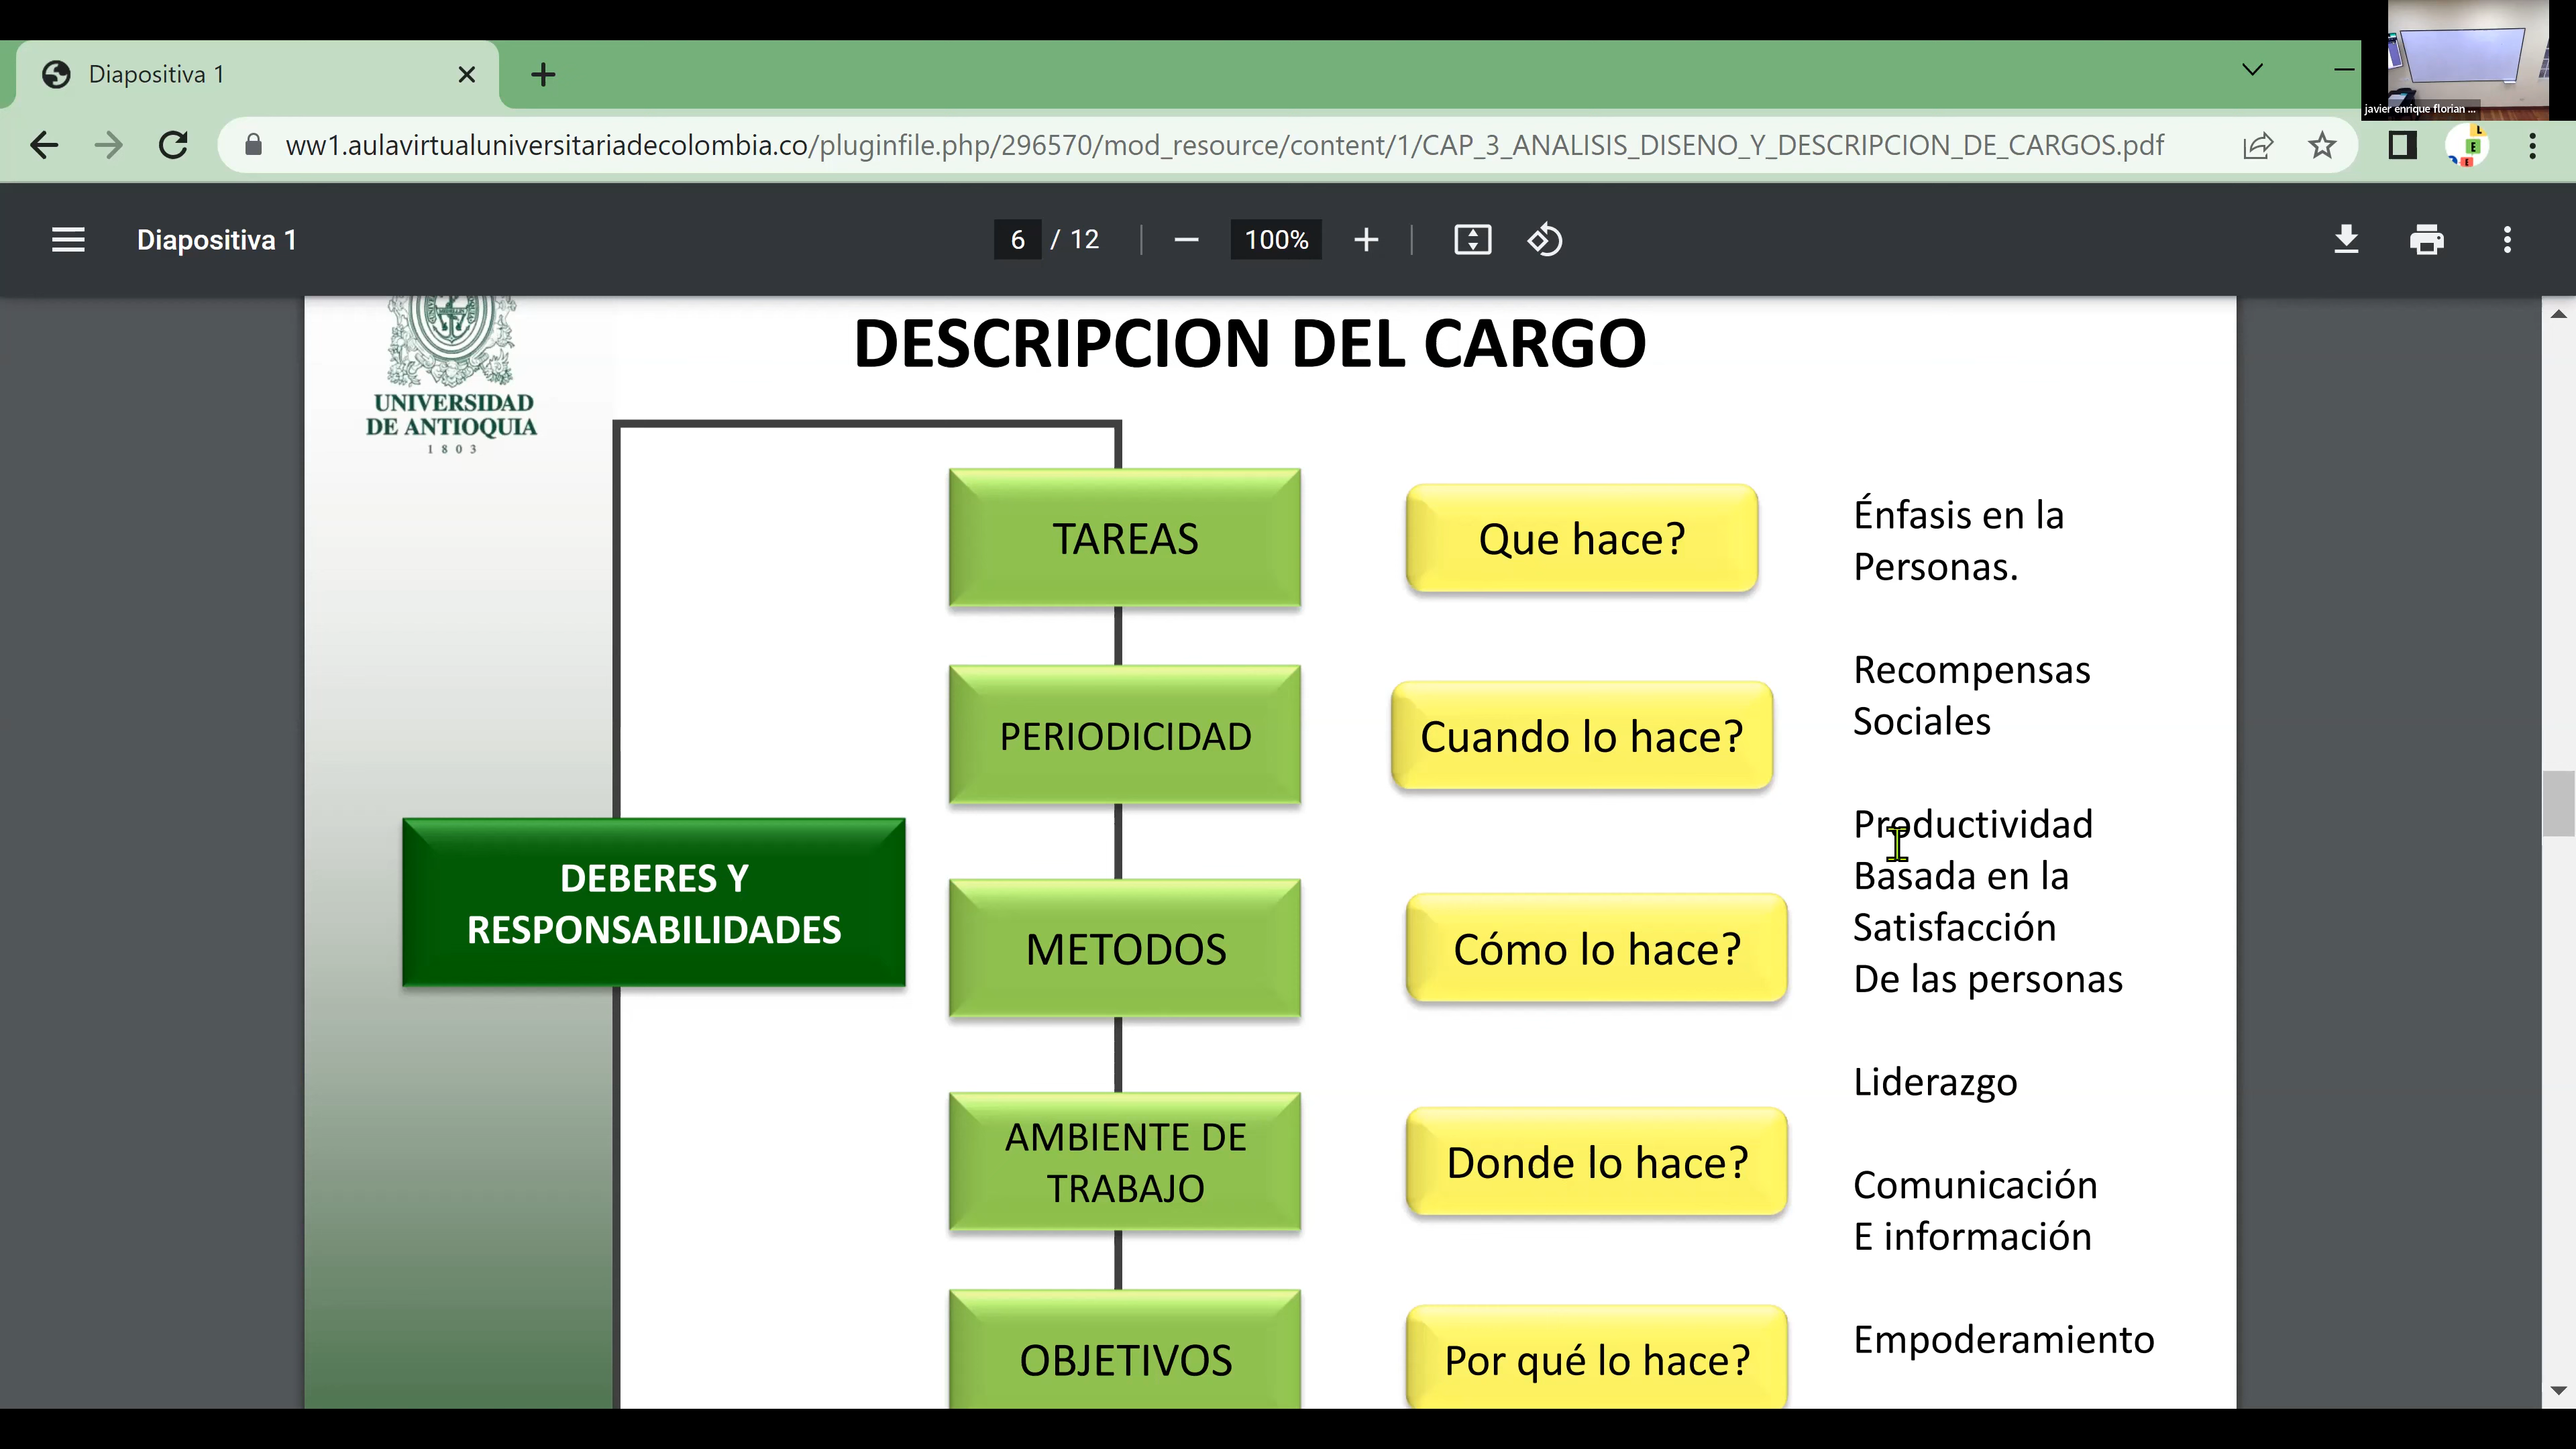 Diapositiva 1
javier enrique florian ...
ww1.aulavirtualuniversitariadecolombia.co/pluginfile.php/296570/mod_resource/content/1/CAP_3_ANALISIS_DISENO_Y_DESCRIPCION_DE_CARGOS.pdf
Diapositiva 1
6 / 12
100%
DESCRIPCION DEL CARGO
UNIVERSIDAD
DE ANTIOQUIA
1803
TAREAS
Que hace?
Énfasis en la
Personas.
PERIODICIDAD
Cuando lo hace?
Recompensas
Sociales
DEBERES Y
RESPONSABILIDADES
METODOS
Cómo lo hace?
Productividad
Basada en la
Satisfacción
De las personas
AMBIENTE DE
TRABAJO
Donde lo hace?
Liderazgo
Comunicación
E información
OBJETIVOS
Por qué lo hace?
Empoderamiento